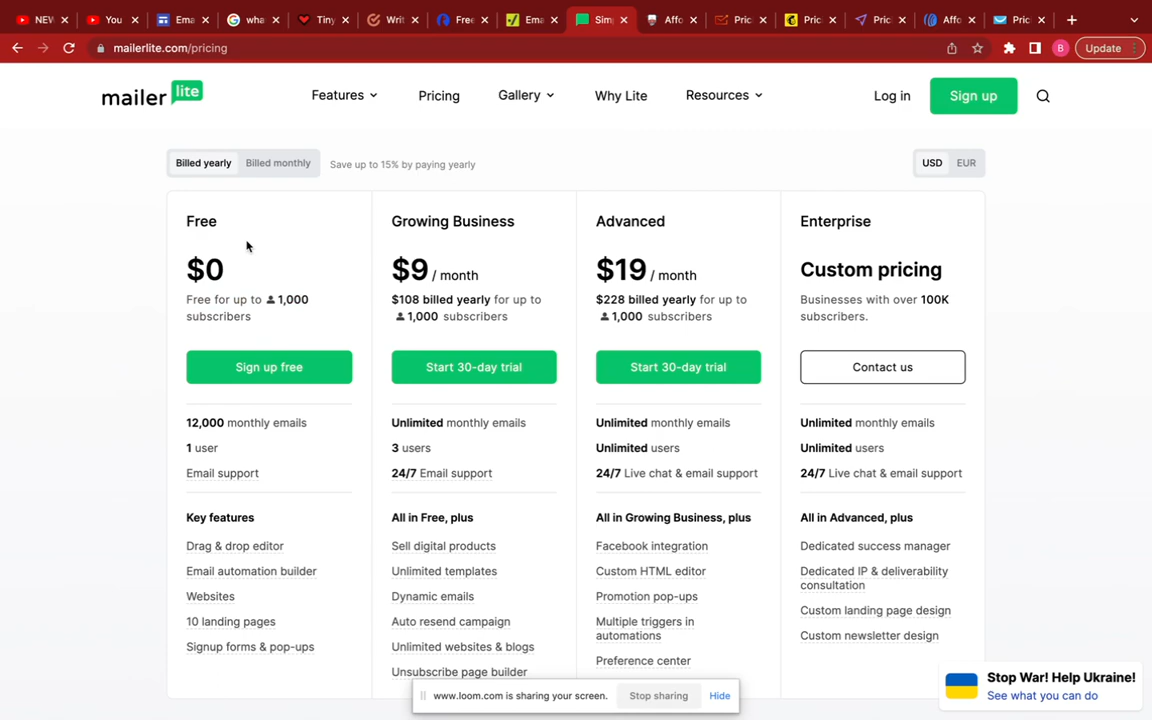 NEW
You
Ema
wha
Tiny
Writ
Free
Ema
Sim
Affo
Pric
Pric
Pric
Affo
Pric
mailerlite.com/pricing
B
Update
mailer lite
Features
Pricing
Gallery
Why Lite
Resources
Log in
Sign up
Billed yearly
Billed monthly
Save up to 15% by paying yearly
USD
EUR
Free
$0
Free for up to 1,000
subscribers
Sign up free
12,000 monthly emails
1 user
Email support
Key features
Drag & drop editor
Email automation builder
Websites
10 landing pages
Signup forms & pop-ups
Growing Business
$9 / month
$108 billed yearly for up to
1,000 subscribers
Start 30-day trial
Unlimited monthly emails
3 users
24/7 Email support
All in Free, plus
Sell digital products
Unlimited templates
Dynamic emails
Auto resend campaign
Unlimited websites & blogs
Unsubscribe page builder
Advanced
$19 / month
$228 billed yearly for up to
1,000 subscribers
Start 30-day trial
Unlimited monthly emails
Unlimited users
24/7 Live chat & email support
All in Growing Business, plus
Facebook integration
Custom HTML editor
Promotion pop-ups
Multiple triggers in
automations
Preference center
Enterprise
Custom pricing
Businesses with over 100K
subscribers.
Contact us
Unlimited monthly emails
Unlimited users
24/7 Live chat & email support
All in Advanced, plus
Dedicated success manager
Dedicated IP & deliverability
consultation
Custom landing page design
Custom newsletter design
www.loom.com is sharing your screen.
Stop sharing
Hide
Stop War! Help Ukraine!
See what you can do